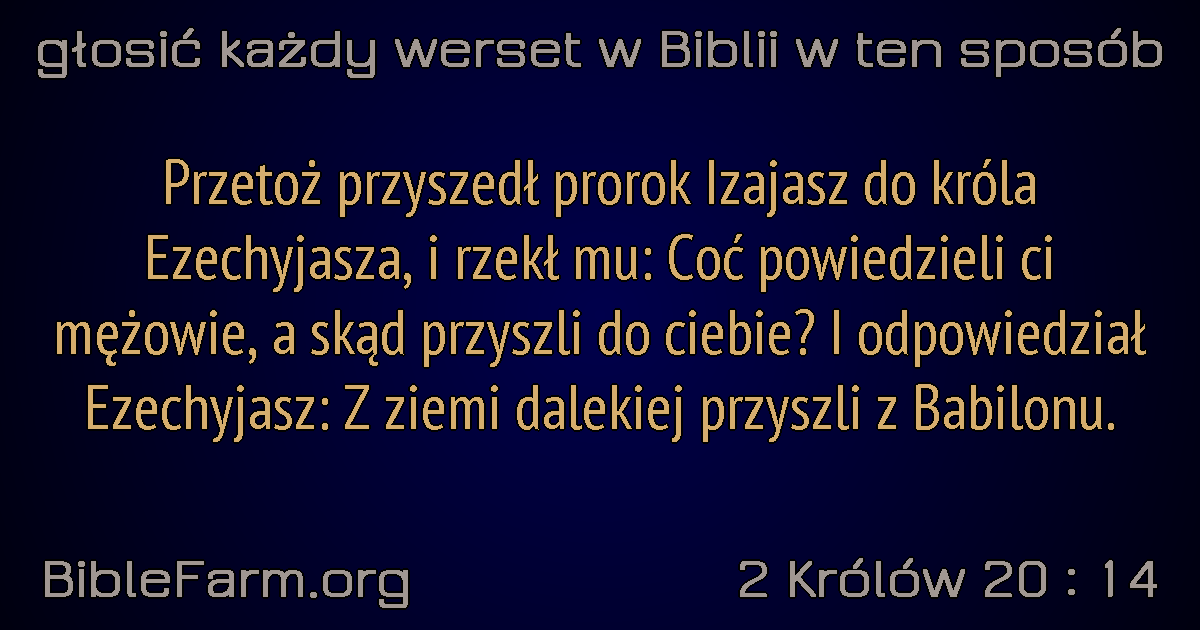 głosić każdy werset w Biblii w ten sposób
Przetoż przyszedł prorok Izajasz do króla
Ezechyjasza, i rzekł mu: Coć powiedzieli ci
mężowie, a skąd przyszli do ciebie? I odpowiedział
Ezechyjasz: Z ziemi dalekiej przyszli z Babilonu.
BibleFarm.org
2 Królów 20 : 14